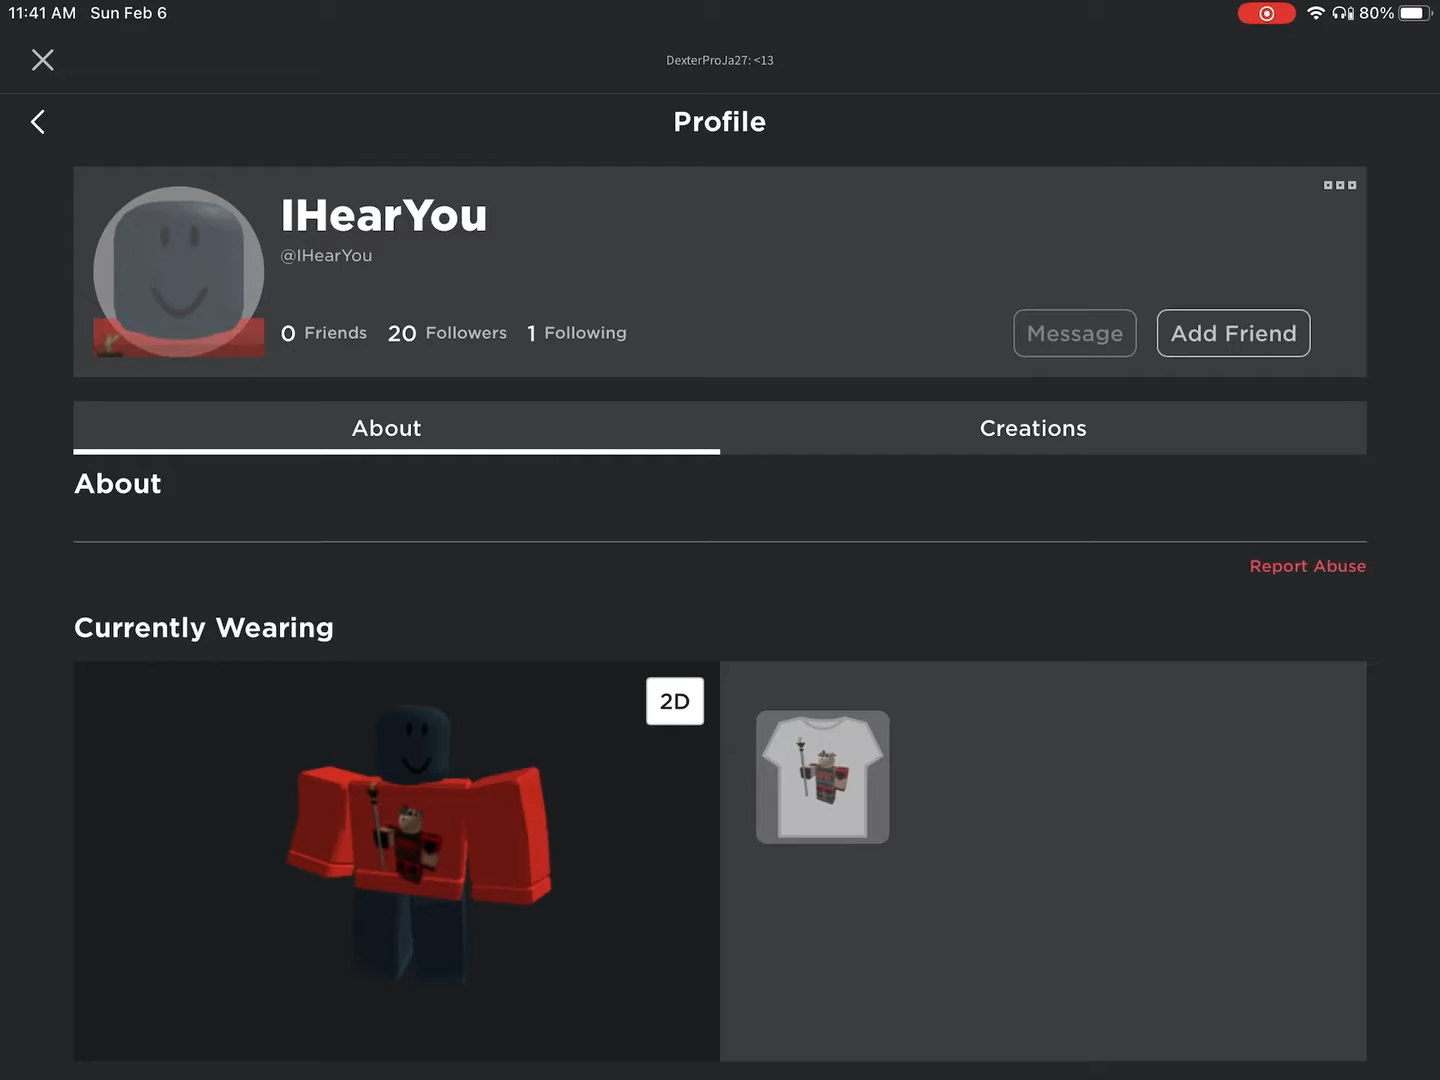 11:41 AM Sun Feb 6 80%
DexterProJa27: <13
Profile
IHearYou
@IHearYou
0 Friends 20 Followers 1 Following Message Add Friend
About Creations
About
Report Abuse
Currently Wearing
2D